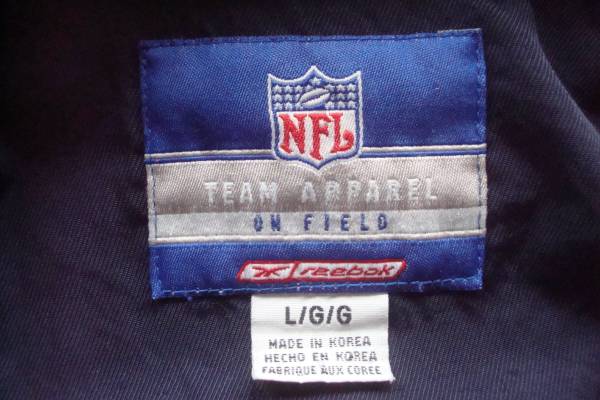 NFL
TEAM APPAREL
ON FIELD
reebok
L/G/G
MADE IN KOREA
HECHO EN KOREA
FABRIQUE AUX COREE